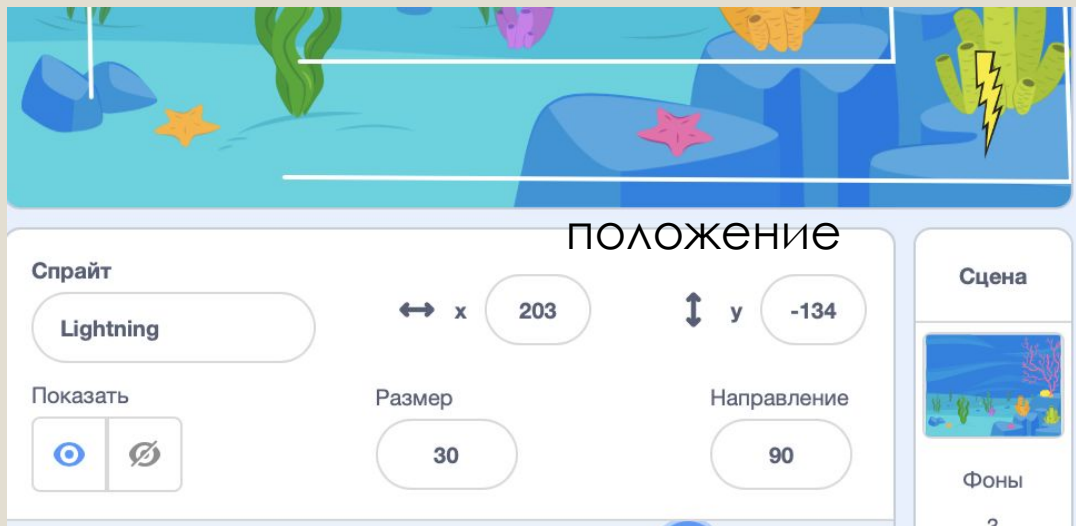 положение
Спрайт
Сцена
Lightning
x 203
y -134
Показать
Размер
Направление
30
90
Фоны